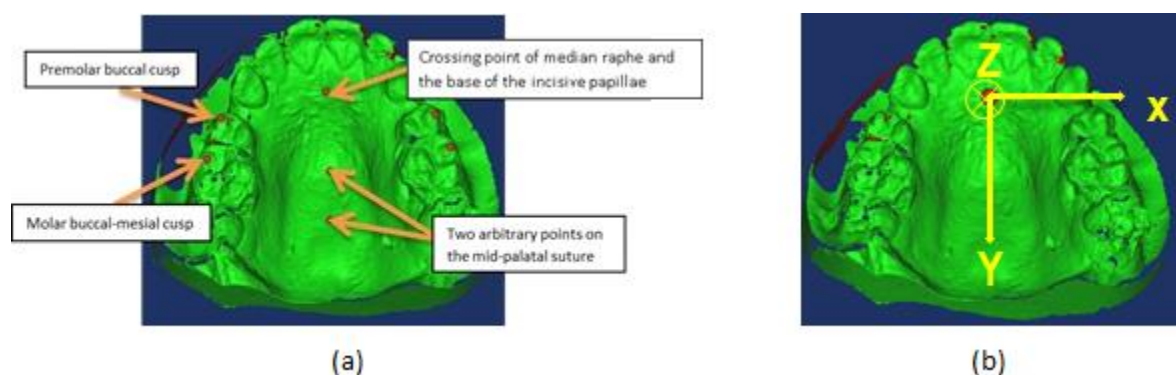 Premolar buccal cusp
Crossing point of median raphe and
the base of the incisive papillae
Molar buccal-mesial cusp
Two arbitrary points on
the mid-palatal suture
(a)
Z
X
Y
(b)